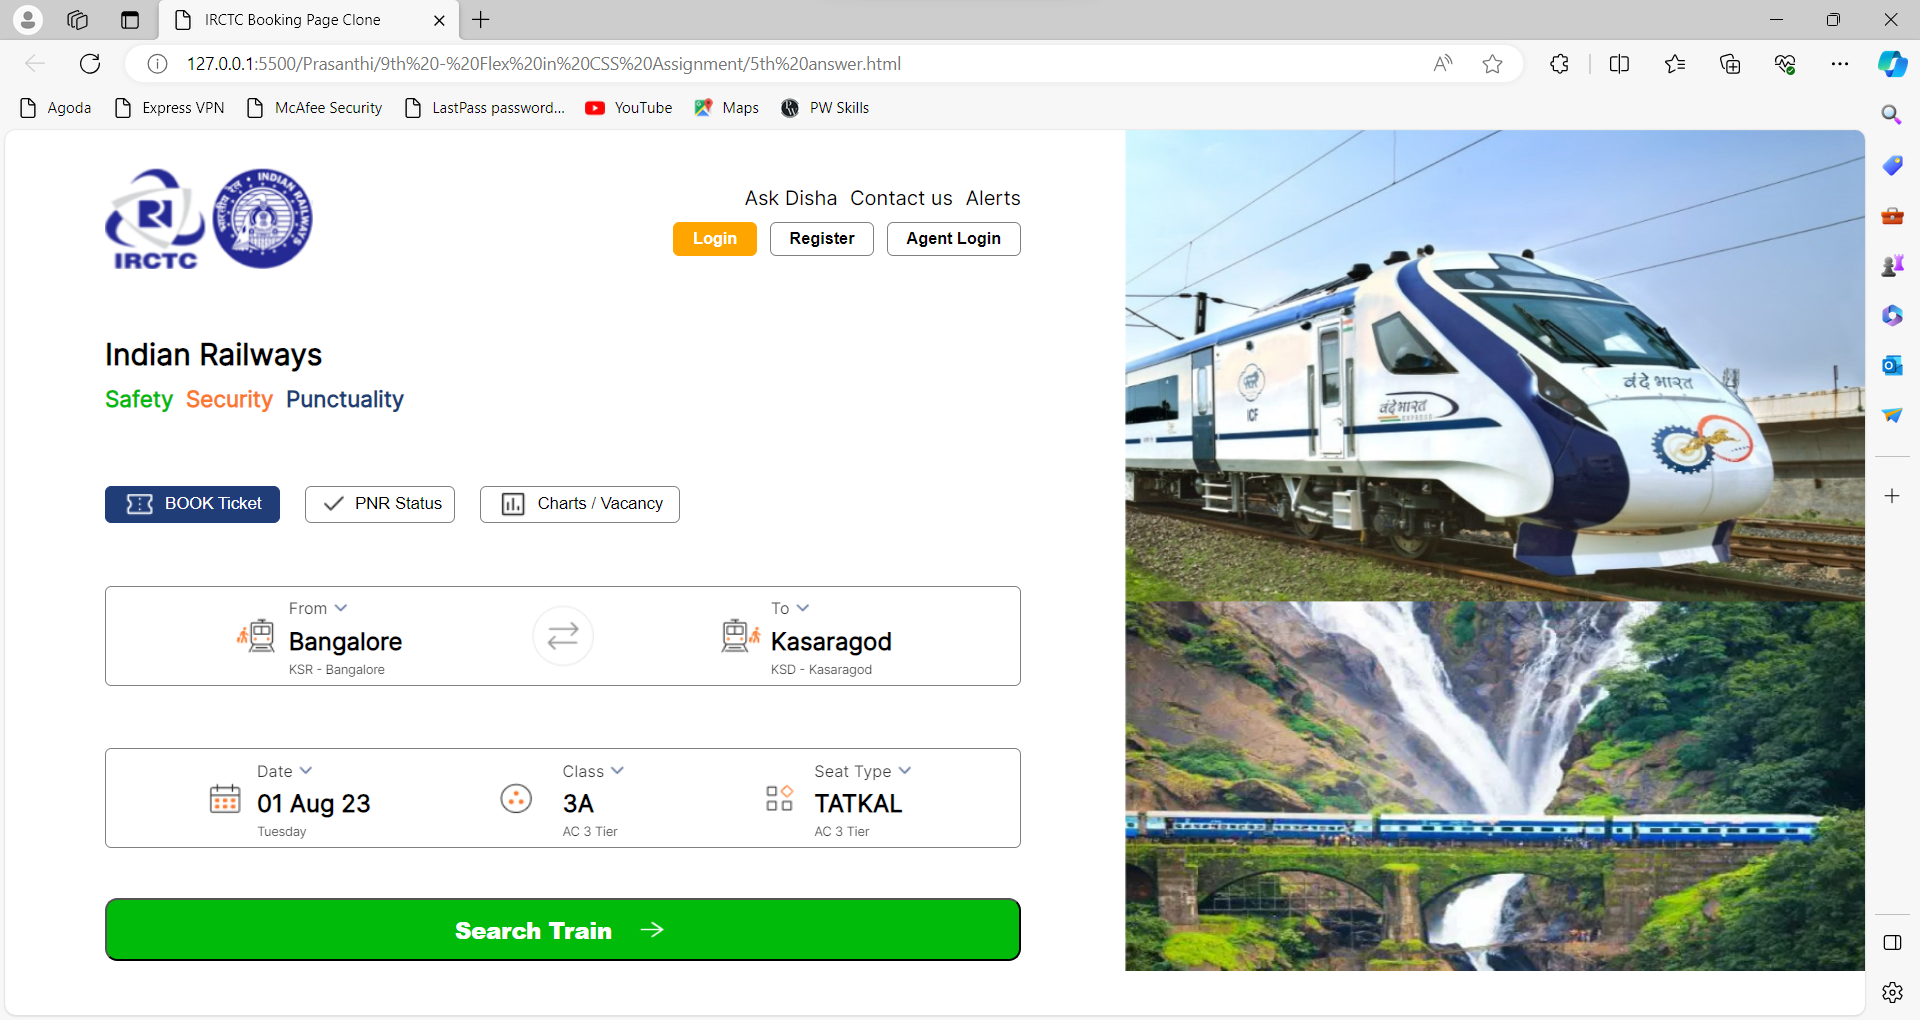 IRCTC Booking Page Clone
127.0.0.1:5500/Prasanthi/9th%20-%20Flex%20in%20CSS%20Assignment/5th%20answer.html
Agoda Express VPN McAfee Security LastPass password... YouTube Maps PW Skills
IRCTC
भारतीय रेल INDIAN RAILWAYS
Ask Disha Contact us Alerts
Login Register Agent Login
Indian Railways
Safety Security Punctuality
BOOK Ticket PNR Status Charts / Vacancy
From To
Bangalore Kasaragod
KSR - Bangalore KSD - Kasaragod
Date Class Seat Type
01 Aug 23 3A TATKAL
Tuesday AC 3 Tier AC 3 Tier
Search Train
वंदे भारत
ICF
वंदे भारत
EXPRESS